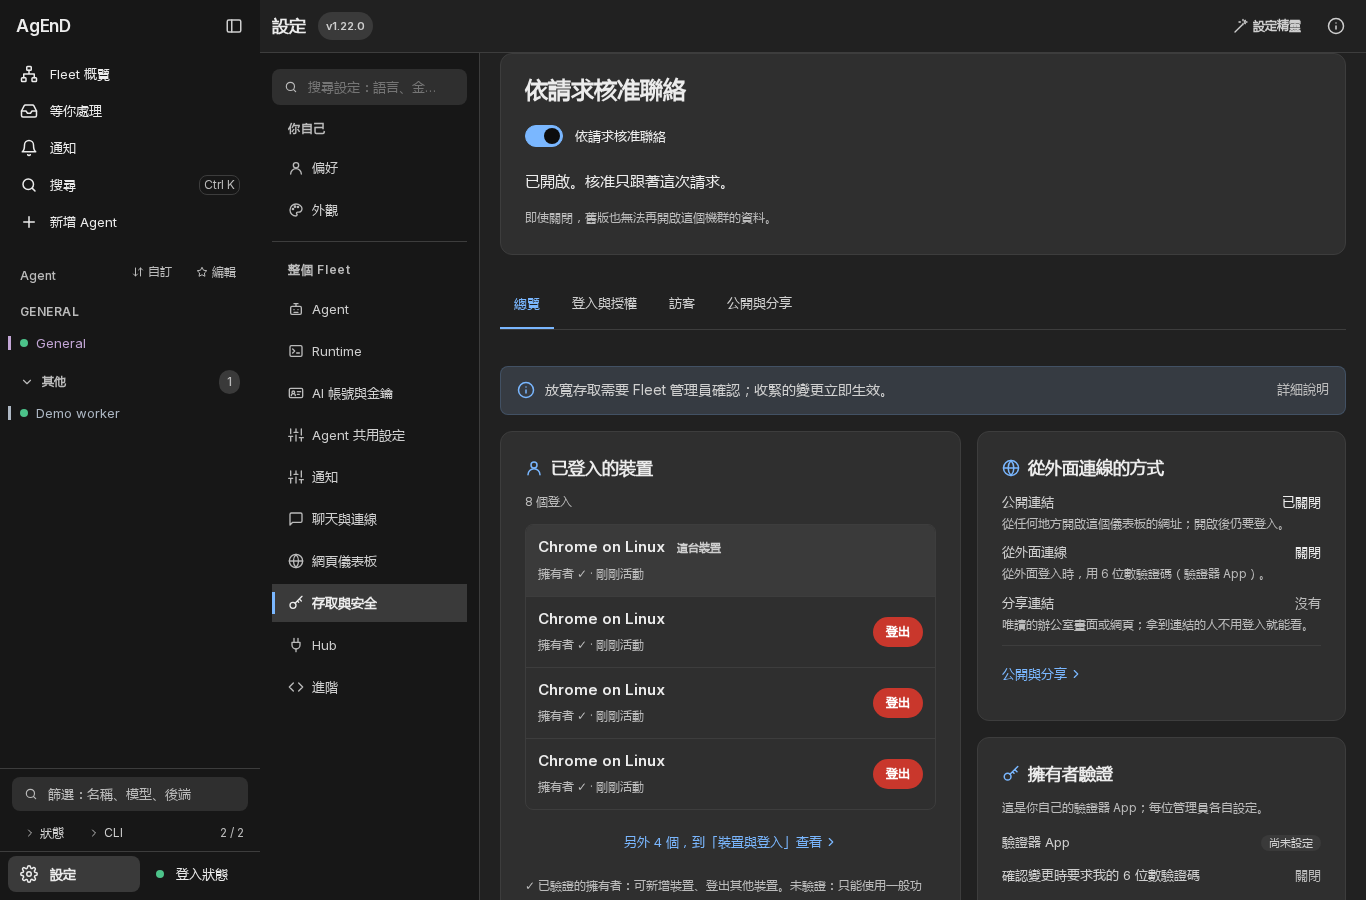 AgEnD
Fleet 概覽
等你處理
通知
搜尋 Ctrl K
新增 Agent
Agent 自訂 編輯
GENERAL
General
其他 1
Demo worker
篩選：名稱、模型、後端
狀態 CLI 2 / 2
設定 登入狀態
設定 v1.22.0 設定精靈
搜尋設定：語言、金…
你自己
偏好
外觀
整個 Fleet
Agent
Runtime
AI 帳號與金鑰
Agent 共用設定
通知
聊天與連線
網頁儀表板
存取與安全
Hub
進階
依請求核准聯絡
依請求核准聯絡
已開啟。核准只跟著這次請求。
即使關閉，舊版也無法再開啟這個機群的資料。
總覽 登入與授權 訪客 公開與分享
放寬存取需要 Fleet 管理員確認；收緊的變更立即生效。 詳細說明
已登入的裝置
8 個登入
Chrome on Linux 這台裝置
擁有者 ✓ · 剛剛活動
Chrome on Linux
擁有者 ✓ · 剛剛活動
登出
Chrome on Linux
擁有者 ✓ · 剛剛活動
登出
Chrome on Linux
擁有者 ✓ · 剛剛活動
登出
另外 4 個，到「裝置與登入」查看
✓ 已驗證的擁有者：可新增裝置、登出其他裝置。未驗證：只能使用一般功
從外面連線的方式
公開連結 已關閉
從任何地方開啟這個儀表板的網址；開啟後仍要登入。
從外面連線 關閉
從外面登入時，用 6 位數驗證碼（驗證器 App）。
分享連結 沒有
唯讀的辦公室畫面或網頁；拿到連結的人不用登入就能看。
公開與分享
擁有者驗證
這是你自己的驗證器 App；每位管理員各自設定。
驗證器 App 尚未設定
確認變更時要求我的 6 位數驗證碼 關閉